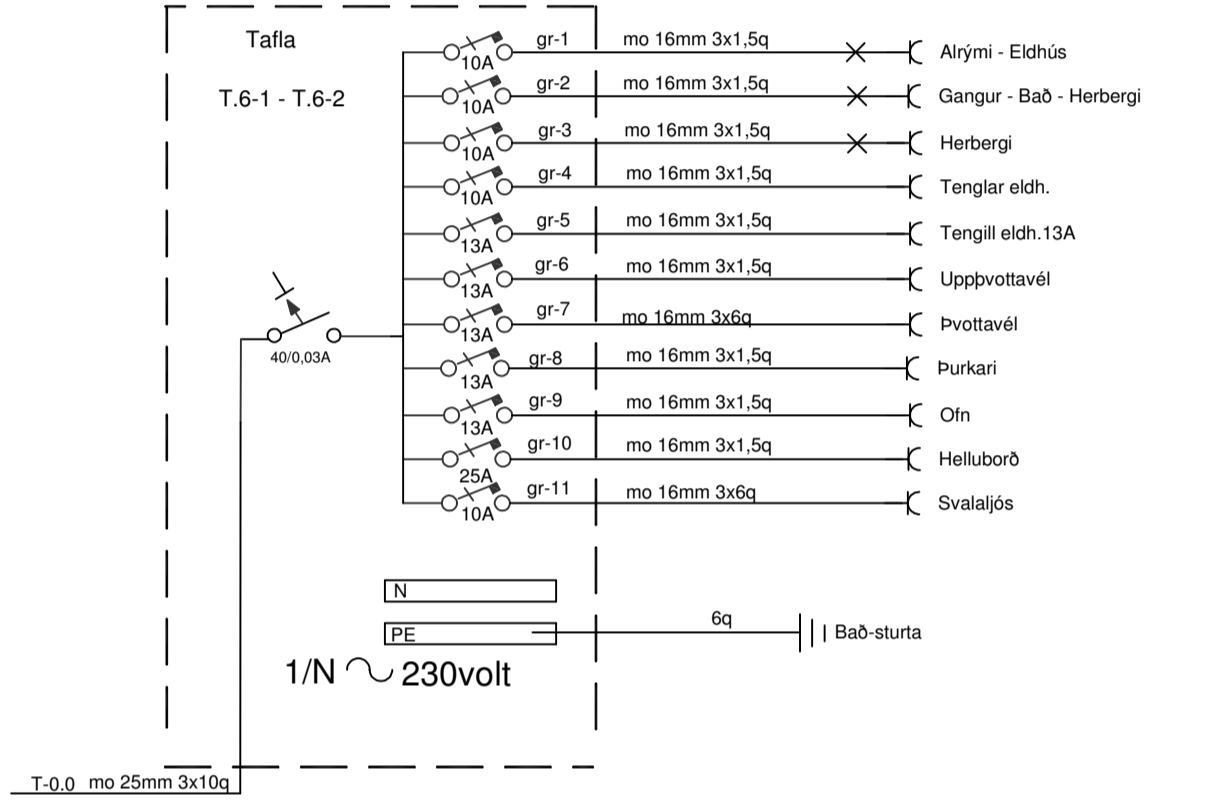 Tafla
T.6-1 - T.6-2
10A gr-1 mo 16mm 3x1,5q Alrými - Eldhús
10A gr-2 mo 16mm 3x1,5q Gangur - Bað - Herbergi
10A gr-3 mo 16mm 3x1,5q Herbergi
10A gr-4 mo 16mm 3x1,5q Tenglar eldh.
13A gr-5 mo 16mm 3x1,5q Tengill eldh.13A
13A gr-6 mo 16mm 3x1,5q Uppþvottavél
13A gr-7 mo 16mm 3x6q Þvottavél
13A gr-8 mo 16mm 3x1,5q Þurkari
13A gr-9 mo 16mm 3x1,5q Ofn
25A gr-10 mo 16mm 3x1,5q Helluborð
10A gr-11 mo 16mm 3x6q Svalaljós
40/0,03A
N
PE 6q Bað-sturta
1/N 230volt
T-0.0 mo 25mm 3x10q